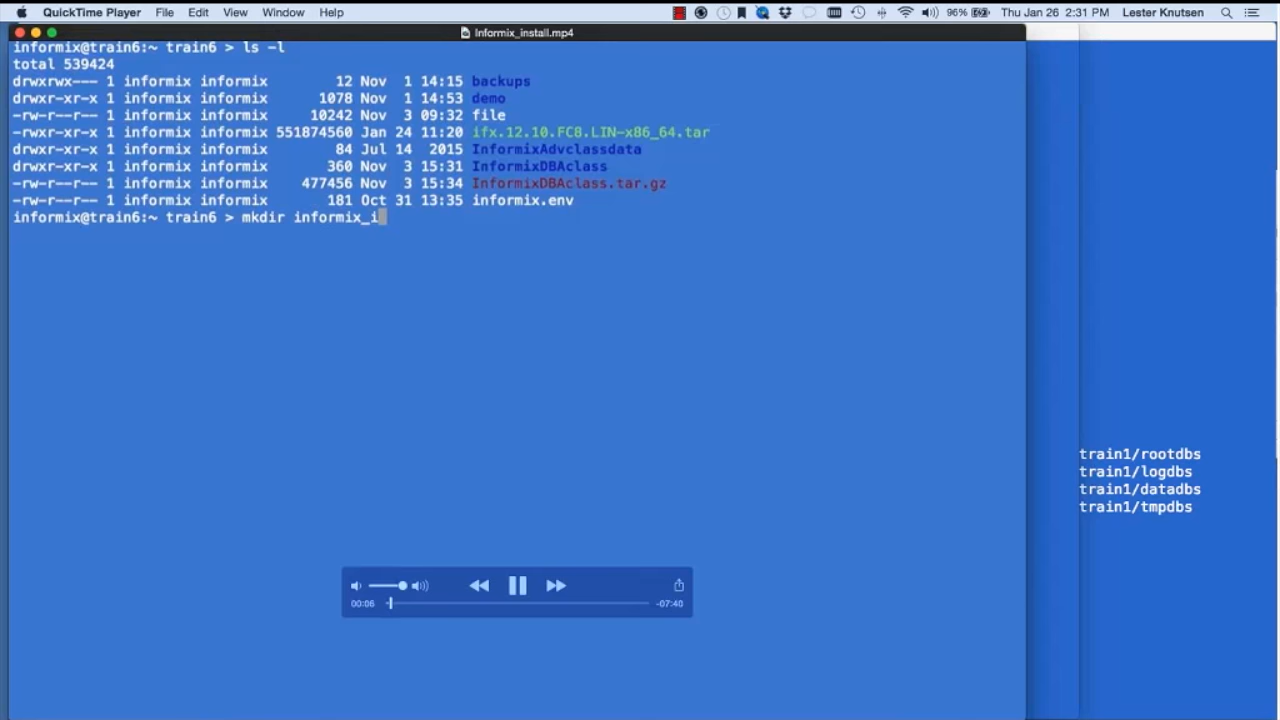 QuickTime Player File Edit View Window Help 96% Thu Jan 26 2:31 PM Lester Knutsen
Informix_install.mp4
informix@train6:~ train6 > ls -l
total 539424
drwxrwx--- 1 informix informix 12 Nov 1 14:15 backups
drwxr-xr-x 1 informix informix 1078 Nov 1 14:53 demo
-rw-r--r-- 1 informix informix 10242 Nov 3 09:32 file
-rwxr-xr-x 1 informix informix 551874560 Jan 24 11:20 ifx.12.10.FC8.LIN-x86_64.tar
drwxr-xr-x 1 informix informix 84 Jul 14 2015 InformixAdvclassdata
drwxr-xr-x 1 informix informix 360 Nov 3 15:31 InformixDBAclass
-rw-r--r-- 1 informix informix 477456 Nov 3 15:34 InformixDBAclass.tar.gz
-rw-r--r-- 1 informix informix 181 Oct 31 13:35 informix.env
informix@train6:~ train6 > mkdir informix_i
train1/rootdbs
train1/logdbs
train1/datadbs
train1/tmpdbs
00:06 -07:40